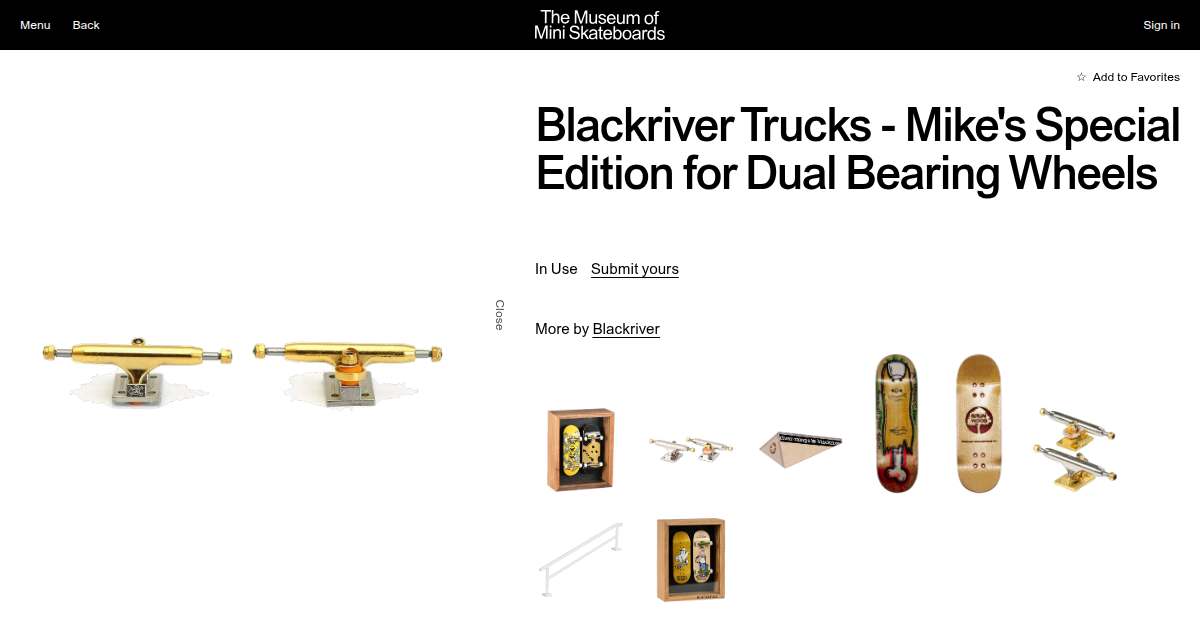 Menu
Back
The Museum of
Mini Skateboards
Sign in
☆ Add to Favorites
Blackriver Trucks - Mike's Special
Edition for Dual Bearing Wheels
In Use
Submit yours
Close
More by Blackriver